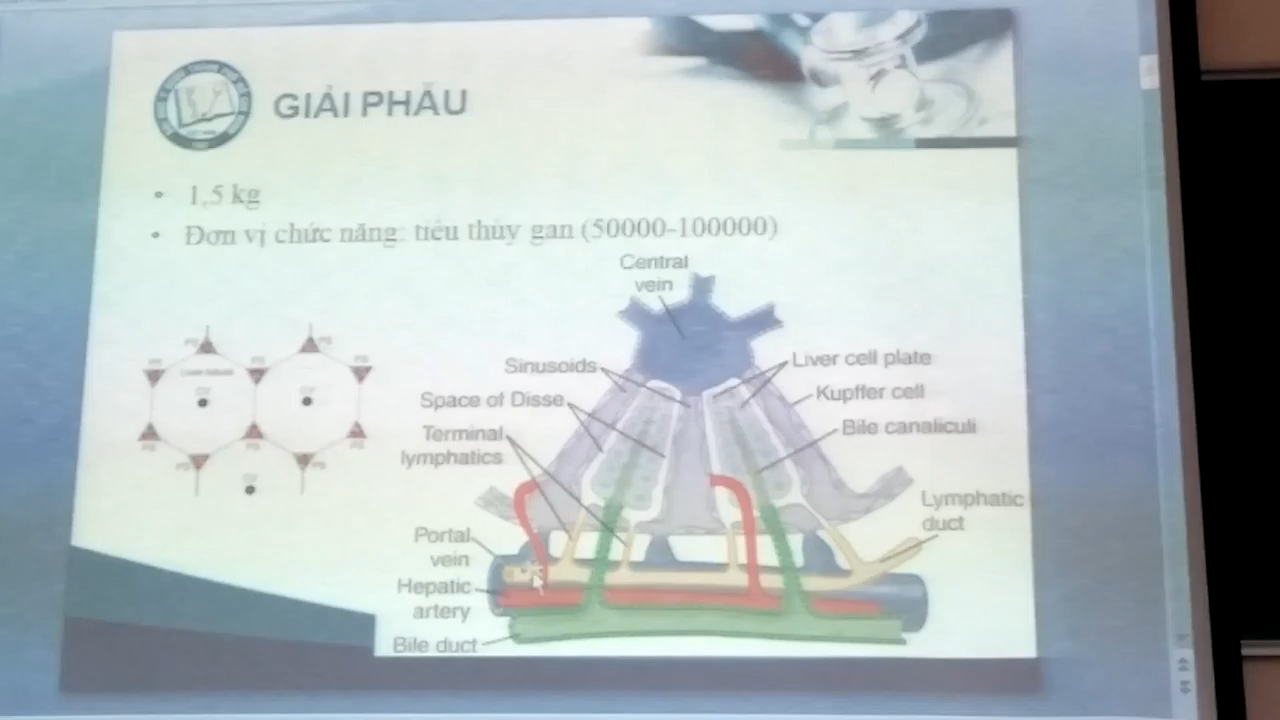 GIẢI PHẪU
• 1,5 kg
• Đơn vị chức năng: tiểu thùy gan (50000-100000)
Central
vein
Sinusoids
Liver cell plate
Space of Disse
Kupffer cell
Terminal
lymphatics
Bile canaliculi
Lymphatic
duct
Portal
vein
Hepatic
artery
Bile duct